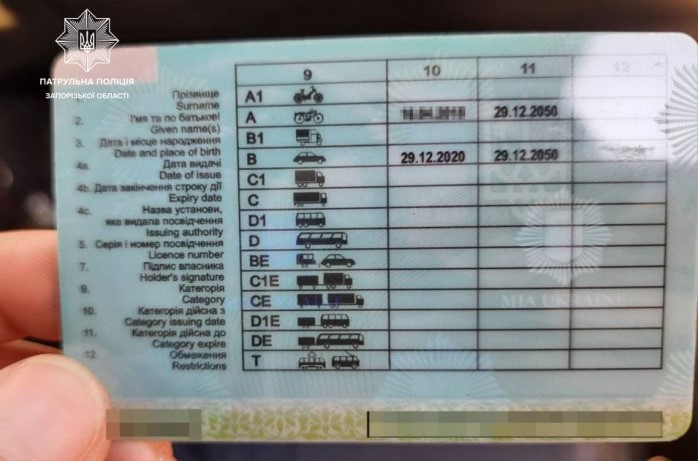 ПАТРУЛЬНА ПОЛІЦІЯ
ЗАПОРІЗЬКОЇ ОБЛАСТІ
Прізвище
Surname
2. Ім'я та по батькові
Given name(s)
3. Дата і місце народження
Date and place of birth
4a. Дата видачі
Date of issue
4b. Дата закінчення строку дії
Expiry date
4c. Назва установи,
яка видала посвідчення
Issuing authority
5. Серія і номер посвідчення
Licence number
7. Підпис власника
Holder's signature
9. Категорія
Category
10. Категорія дійсна з
Category issuing date
11. Категорія дійсна до
Category expire
12. Обмеження
Restrictions
9 10 11 12
A1
A 29.12.2050
B1
B 29.12.2020 29.12.2050
C1
C
D1
D
BE
C1E
CE
D1E
DE
T
MIA UKRAINE